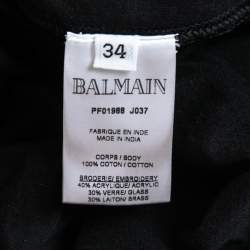 34
BALMAIN
PF01988 J037
FABRIQUE EN INDE
MADE IN INDIA
CORPS / BODY
100% COTON / COTTON
BRODERIE/ EMBROIDERY
40% ACRYLIQUE/ ACRYLIC
30% VERRE/ GLASS
30% LAITON/ BRASS